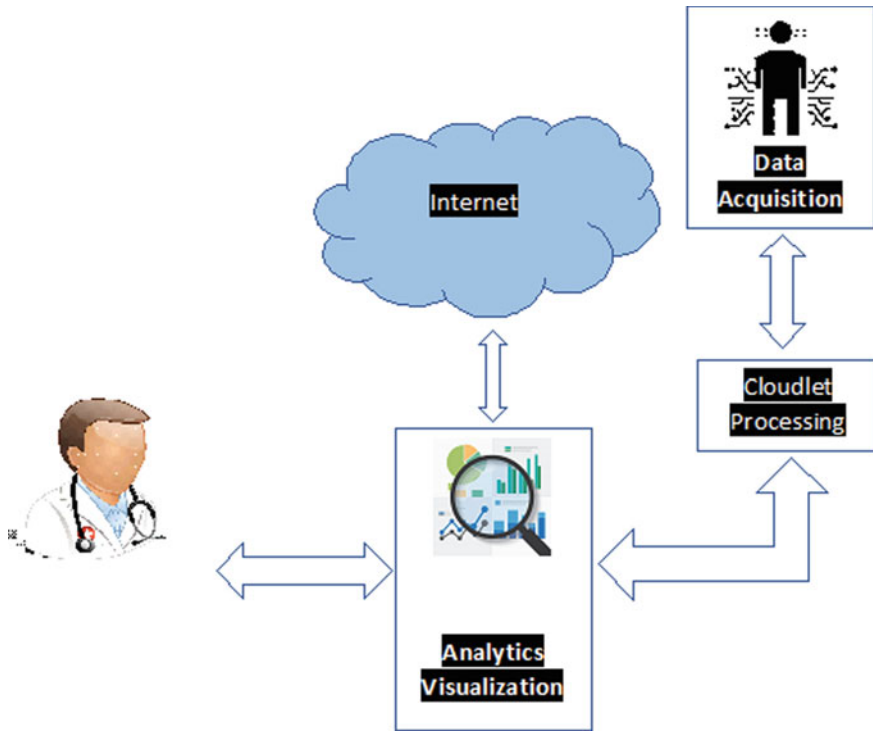 Data
Acquisition
Internet
Cloudlet
Processing
Analytics
Visualization